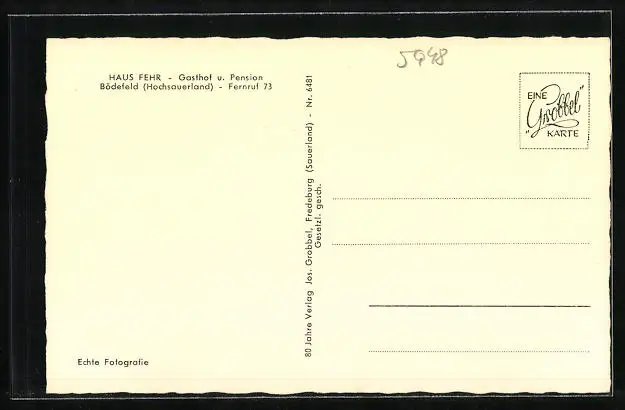 HAUS FEHR - Gasthof u. Pension
Bödefeld (Hochsauerland) - Fernruf 73
Echte Fotografie
80 Jahre Verlag Jos. Grobbel, Fredeburg (Sauerland) - Nr. 6481
Gesetzl. gesch.
5948
EINE
"Grobbel"
KARTE